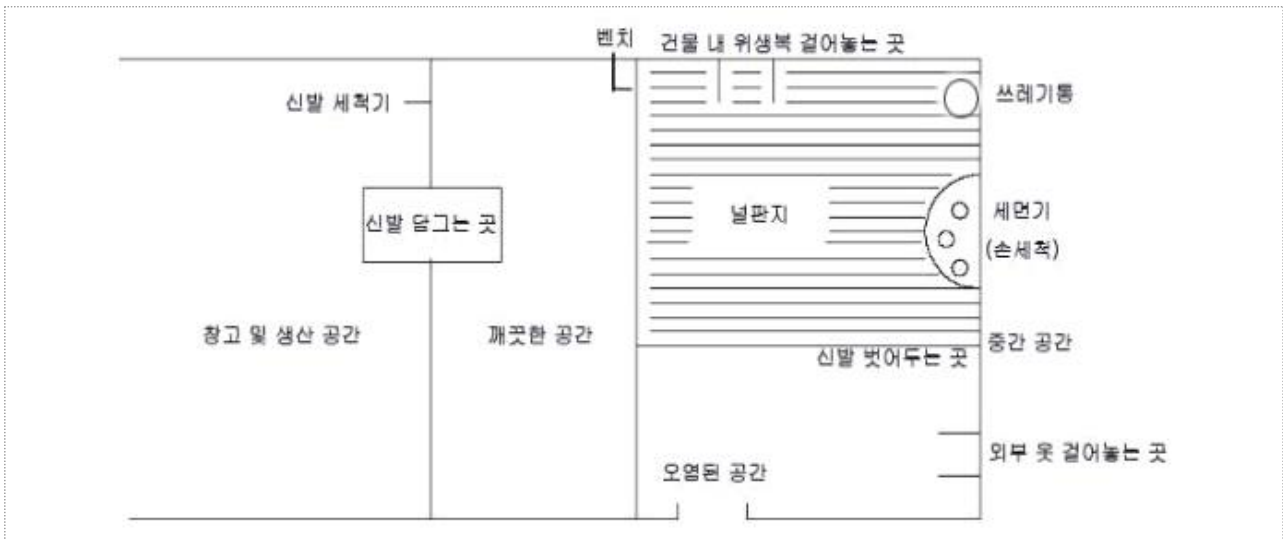 벤치
건물 내 위생복 걸어놓는 곳
신발 세척기
쓰레기통
신발 담그는 곳
널판지
세면기
(손세척)
창고 및 생산 공간
깨끗한 공간
중간 공간
신발 벗어두는 곳
외부 옷 걸어놓는 곳
오염된 공간